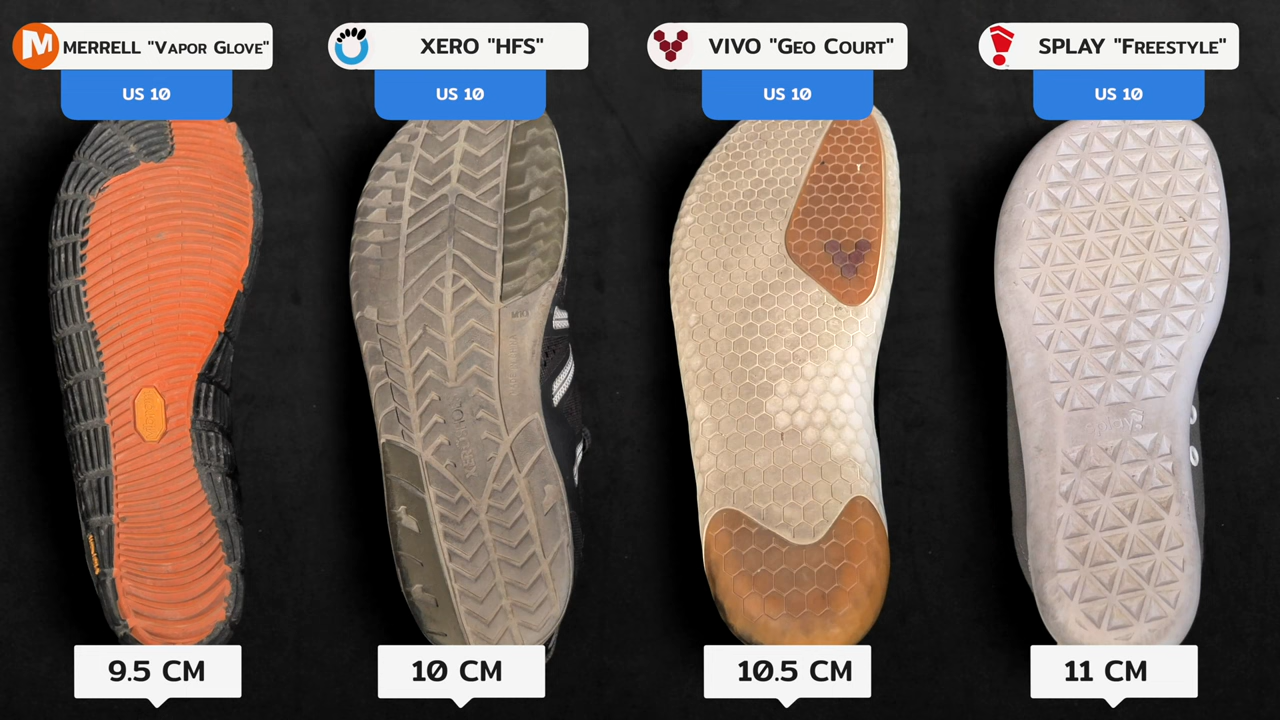 MERRELL "VAPOR GLOVE"
US 10
9.5 CM
XERO "HFS"
US 10
10 CM
VIVO "GEO COURT"
US 10
10.5 CM
SPLAY "FREESTYLE"
US 10
11 CM